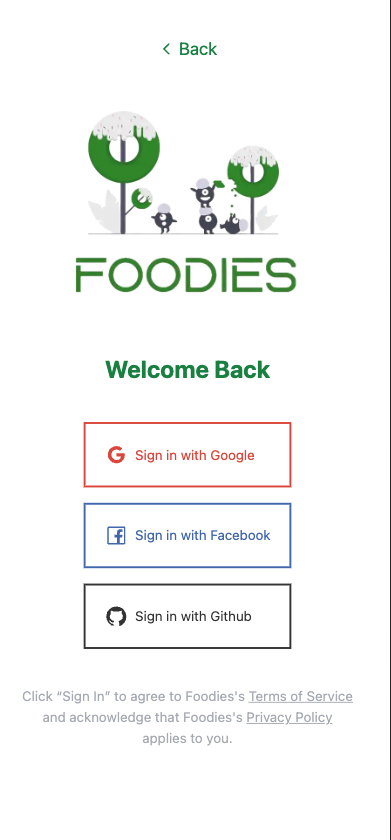 Back
FOODIES
Welcome Back
Sign in with Google
Sign in with Facebook
Sign in with Github
Click “Sign In” to agree to Foodies's Terms of Service
and acknowledge that Foodies's Privacy Policy
applies to you.